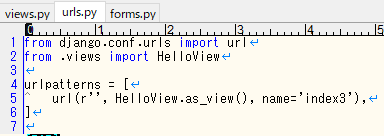 views.py urls.py forms.py
0 1 2 3 4 5
1 from django.conf.urls import url
2 from .views import HelloView
3
4 urlpatterns = [
5     url(r'', HelloView.as_view(), name='index3'),
6 ]
7